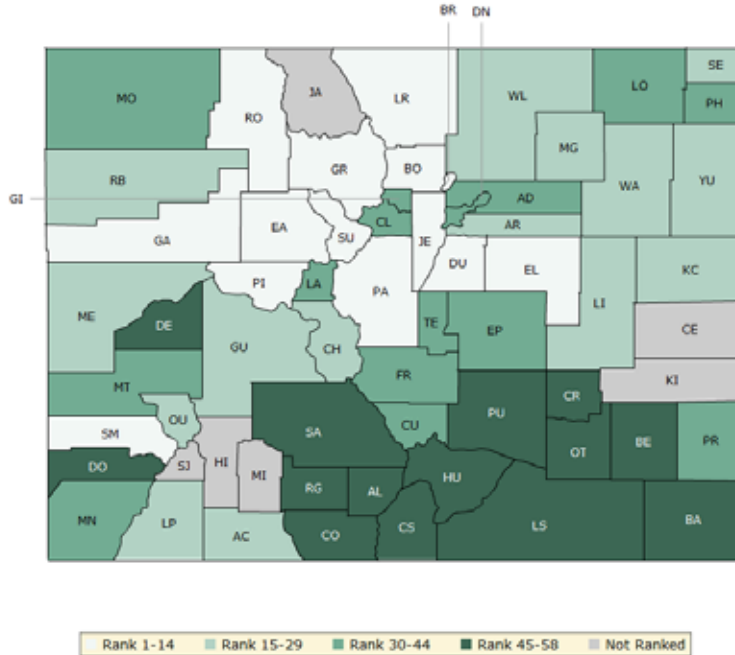 BR DN
SE
MO JA LR WL LO
RO PH
MG
GR BO
RB WA YU
GI AD
CL AR
EA SU
GA JE
DU EL KC
PI LA PA
ME LI
DE TE EP CE
GU CH
FR KI
MT CR
OU PU
SM SA CU
HI OT BE PR
DO SJ MI HU
RG AL
MN LP CS LS BA
AC CO
Rank 1-14 Rank 15-29 Rank 30-44 Rank 45-58 Not Ranked